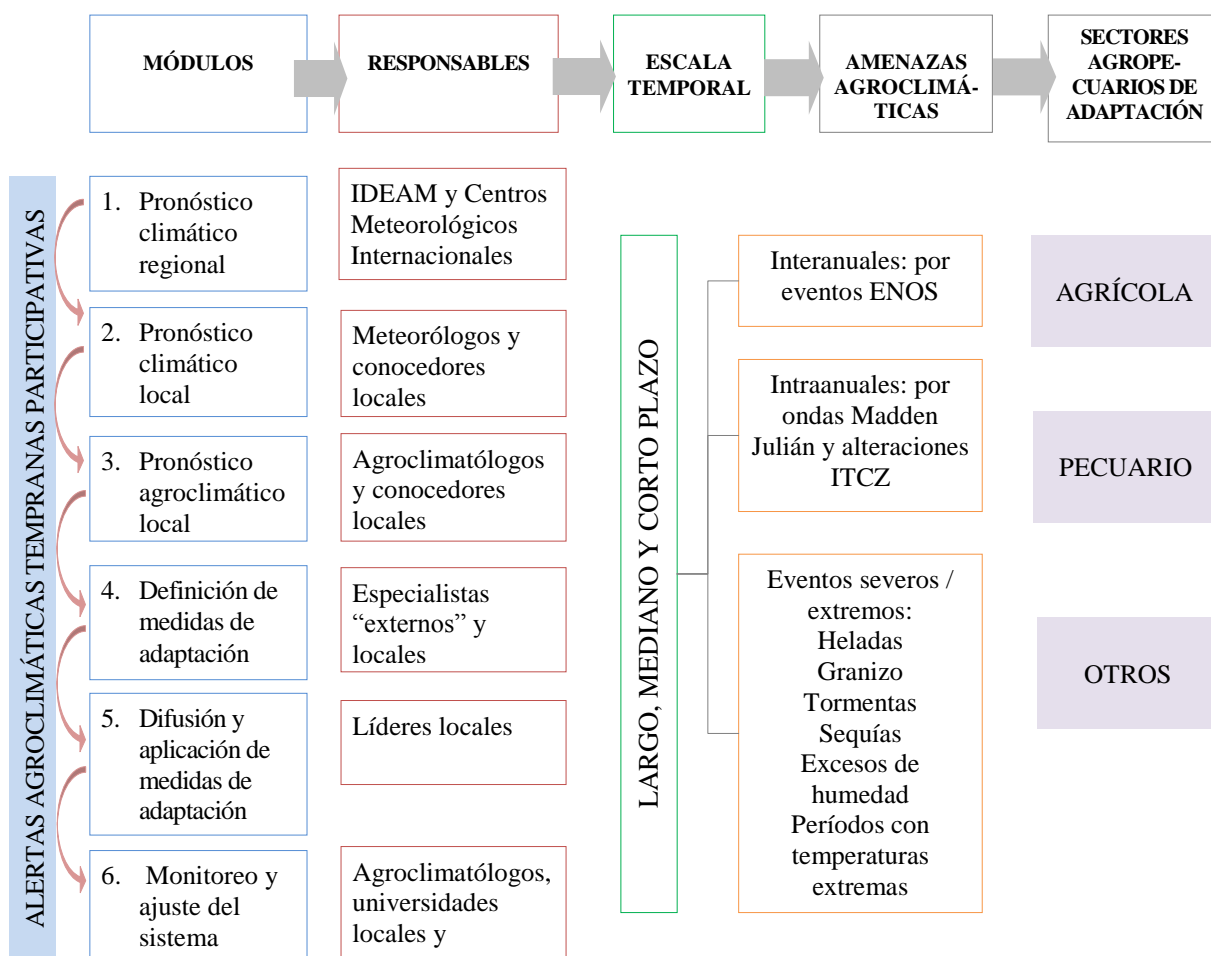 MÓDULOS
RESPONSABLES
ESCALA
TEMPORAL
AMENAZAS
AGROCLIMÁ-
TICAS
SECTORES
AGROPE-
CUARIOS DE
ADAPTACIÓN
ALERTAS AGROCLIMÁTICAS TEMPRANAS PARTICIPATIVAS
1. Pronóstico
climático
regional
2. Pronóstico
climático
local
3. Pronóstico
agroclimático
local
4. Definición de
medidas de
adaptación
5. Difusión y
aplicación de
medidas de
adaptación
6. Monitoreo y
ajuste del
sistema
IDEAM y Centros
Meteorológicos
Internacionales
Meteorólogos y
conocedores
locales
Agroclimatólogos
y conocedores
locales
Especialistas
“externos” y
locales
Líderes locales
Agroclimatólogos,
universidades
locales y
LARGO, MEDIANO Y CORTO PLAZO
Interanuales: por
eventos ENOS
Intraanuales: por
ondas Madden
Julián y alteraciones
ITCZ
Eventos severos /
extremos:
Heladas
Granizo
Tormentas
Sequías
Excesos de
humedad
Períodos con
temperaturas
extremas
AGRÍCOLA
PECUARIO
OTROS